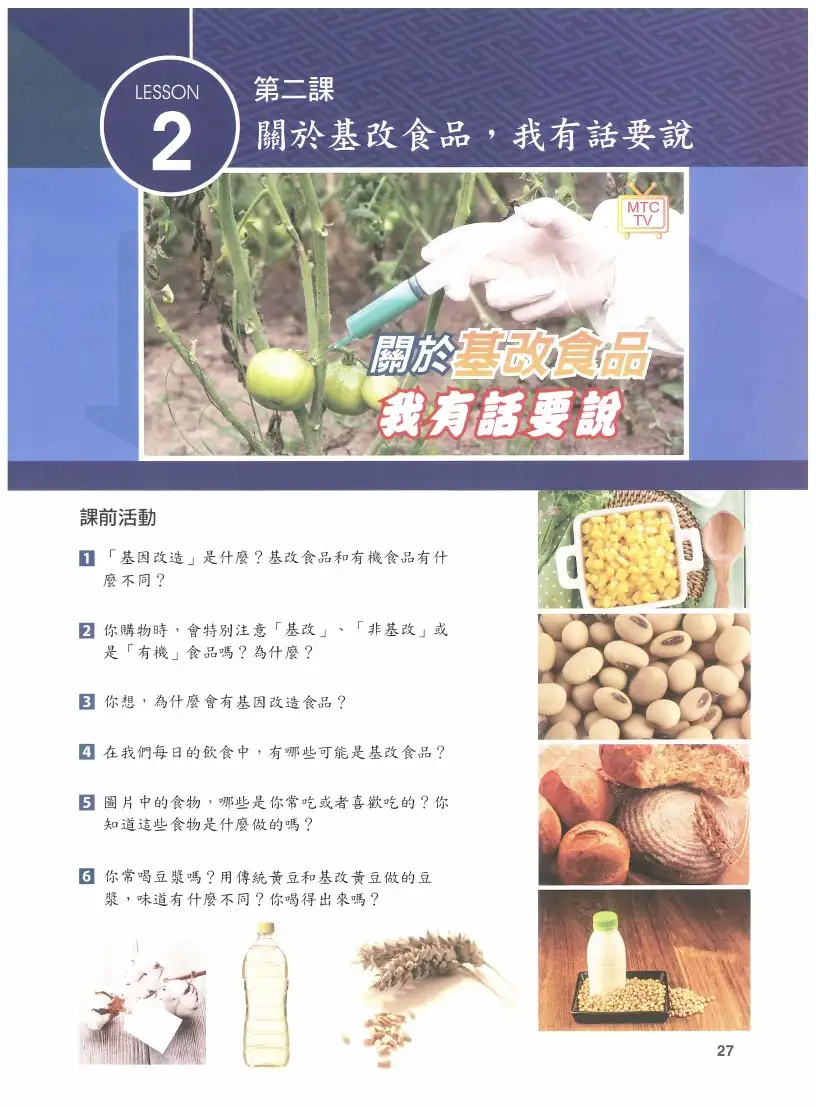 LESSON
2
第二課
關於基改食品，我有話要說
MTC
TV
關於基改食品
我有話要說
課前活動
1 「基因改造」是什麼？基改食品和有機食品有什
麼不同？
2 你購物時，會特別注意「基改」、「非基改」或
是「有機」食品嗎？為什麼？
3 你想，為什麼會有基因改造食品？
4 在我們每日的飲食中，有哪些可能是基改食品？
5 圖片中的食物，哪些是你常吃或者喜歡吃的？你
知道這些食物是什麼做的嗎？
6 你常喝豆漿嗎？用傳統黃豆和基改黃豆做的豆
漿，味道有什麼不同？你喝得出來嗎？
27